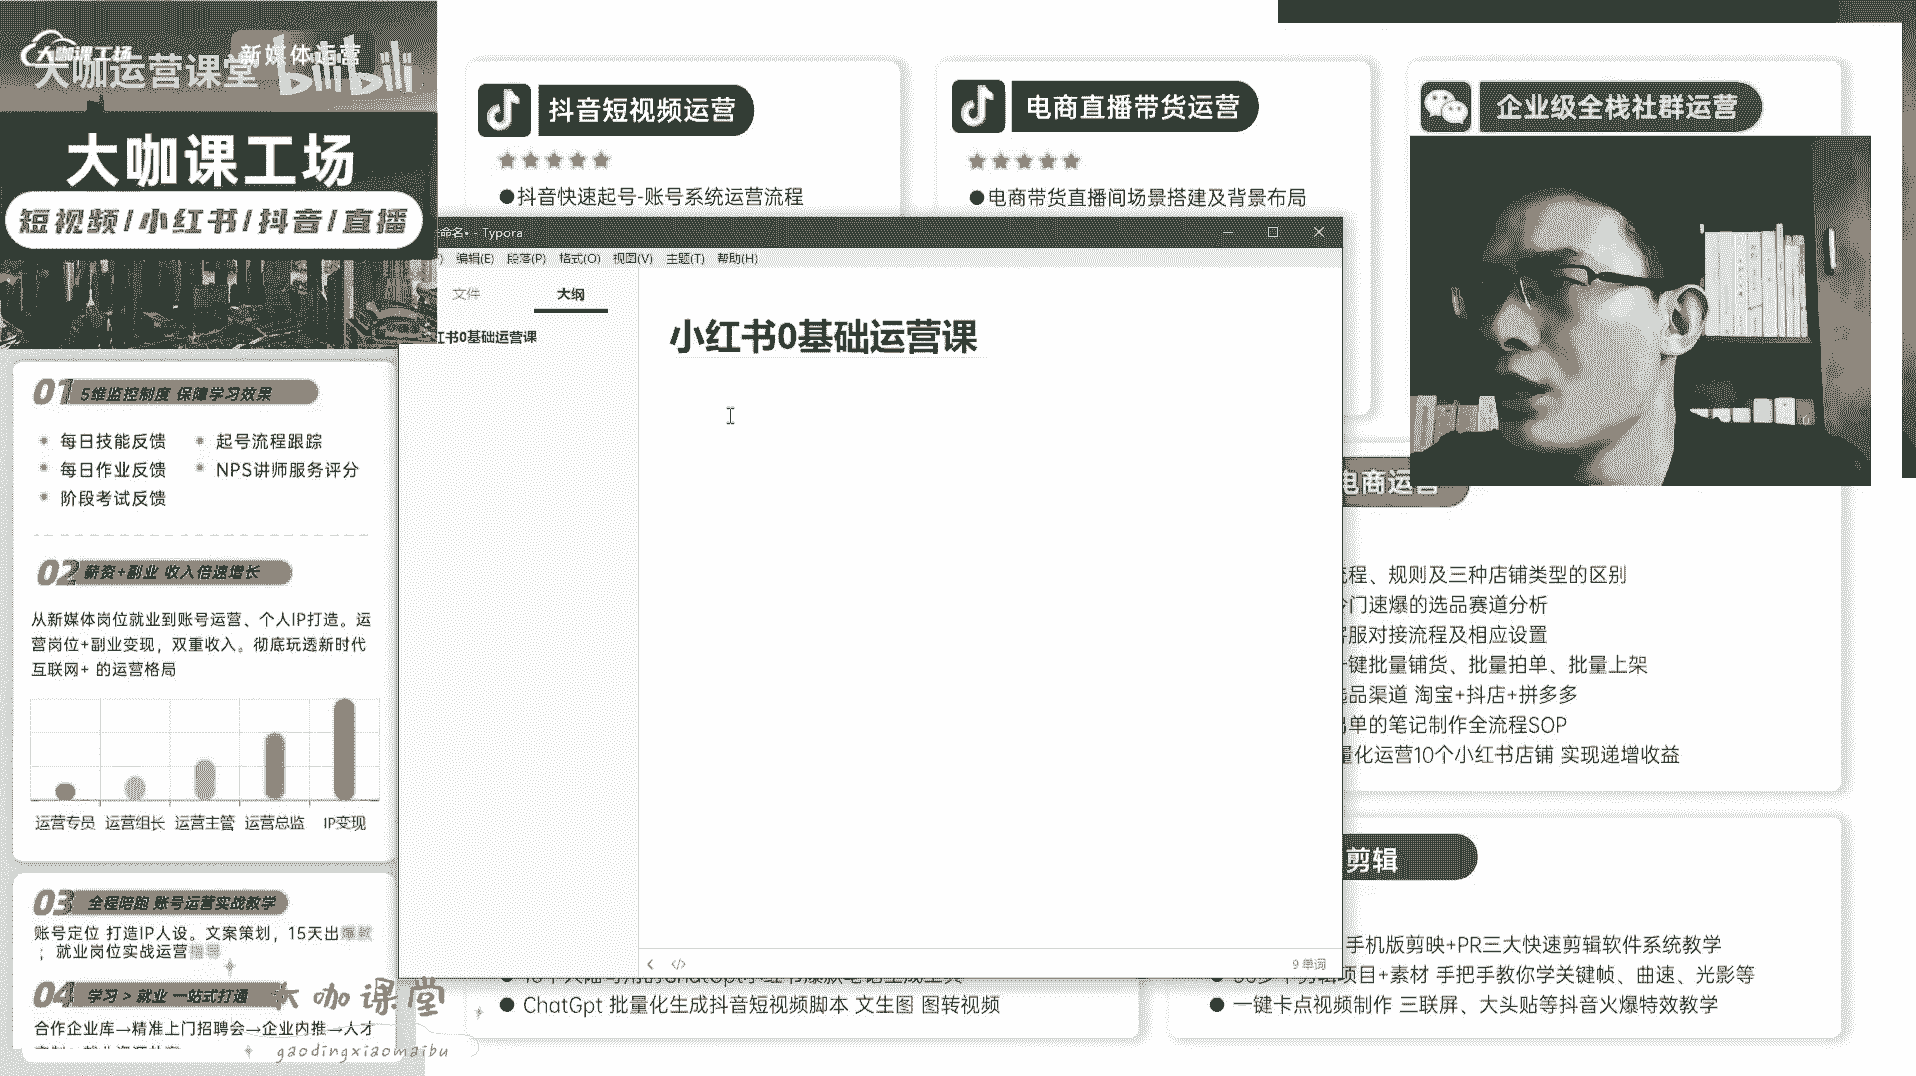 大咖课工场
大咖运营课堂
新媒体运营
bilibili
大咖课工场
短视频/小红书/抖音/直播
01 5维监控制度 保障学习效果
每日技能反馈
起号流程跟踪
每日作业反馈
NPS讲师服务评分
阶段考试反馈
02 薪资+副业 收入倍速增长
从新媒体岗位就业到账号运营、个人IP打造。运
营岗位+副业变现，双重收入。彻底玩透新时代
互联网+ 的运营格局
运营专员 运营组长 运营主管 运营总监 IP变现
03 全程陪跑 账号运营实战教学
账号定位 打造IP人设。文案策划，15天出爆款
；就业岗位实战运营指导
04 学习 > 就业 一站式打通
合作企业库→精准上门招聘会→企业内推→人才
大咖课堂
gaodingxiaomaibu
抖音短视频运营
●抖音快速起号-账号系统运营流程
电商直播带货运营
●电商带货直播间场景搭建及背景布局
企业级全栈社群运营
命名• - Typora
编辑(E) 段落(P) 格式(O) 视图(V) 主题(T) 帮助(H)
文件 大纲
红书0基础运营课
小红书0基础运营课
9 单词
电商运营
流程、规则及三种店铺类型的区别
冷门速爆的选品赛道分析
客服对接流程及相应设置
一键批量铺货、批量拍单、批量上架
选品渠道 淘宝+抖店+拼多多
出单的笔记制作全流程SOP
量化运营10个小红书店铺 实现递增收益
● ChatGpt 批量化生成抖音短视频脚本 文生图 图转视频
剪辑
手机版剪映+PR三大快速剪辑软件系统教学
项目+素材 手把手教你学关键帧、曲速、光影等
● 一键卡点视频制作 三联屏、大头贴等抖音火爆特效教学